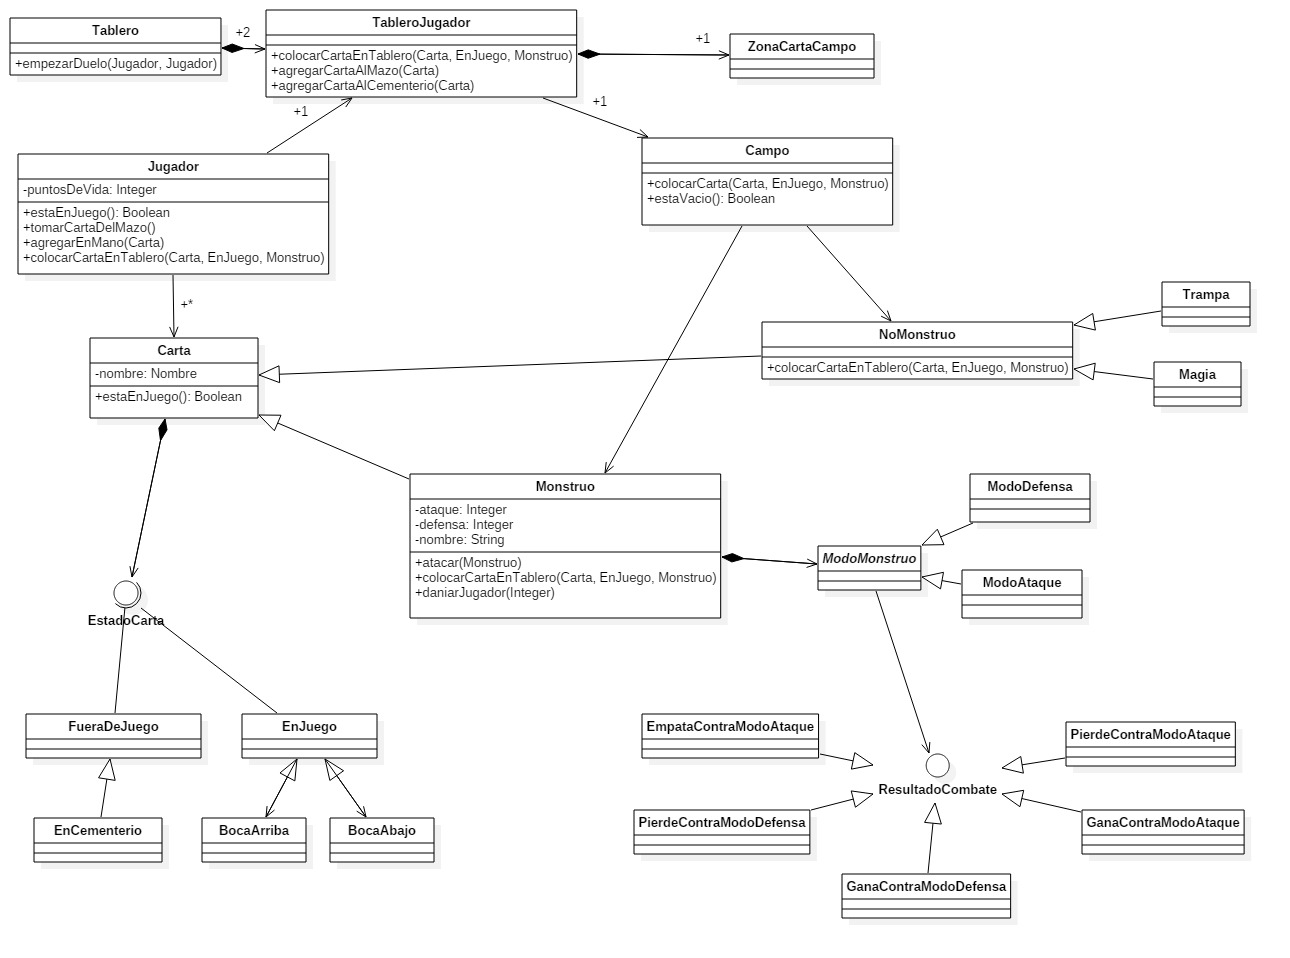 Tablero
+empezarDuelo(Jugador, Jugador)
+2
TableroJugador
+colocarCartaEnTablero(Carta, EnJuego, Monstruo)
+agregarCartaAlMazo(Carta)
+agregarCartaAlCementerio(Carta)
+1
ZonaCartaCampo
+1
+1
Jugador
-puntosDeVida: Integer
+estaEnJuego(): Boolean
+tomarCartaDelMazo()
+agregarEnMano(Carta)
+colocarCartaEnTablero(Carta, EnJuego, Monstruo)
Campo
+colocarCarta(Carta, EnJuego, Monstruo)
+estaVacio(): Boolean
+*
Carta
-nombre: Nombre
+estaEnJuego(): Boolean
NoMonstruo
+colocarCartaEnTablero(Carta, EnJuego, Monstruo)
Trampa
Magia
Monstruo
-ataque: Integer
-defensa: Integer
-nombre: String
+atacar(Monstruo)
+colocarCartaEnTablero(Carta, EnJuego, Monstruo)
+daniarJugador(Integer)
ModoDefensa
ModoMonstruo
ModoAtaque
EstadoCarta
FueraDeJuego
EnJuego
EnCementerio
BocaArriba
BocaAbajo
EmpataContraModoAtaque
PierdeContraModoAtaque
ResultadoCombate
PierdeContraModoDefensa
GanaContraModoAtaque
GanaContraModoDefensa